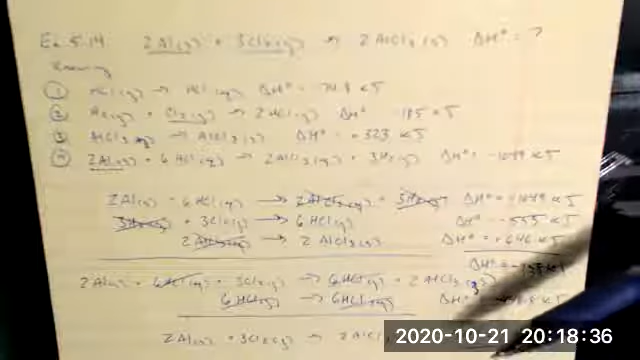 Ex 5.14 2Al(s) + 3Cl₂(g) → 2AlCl₃(s) ΔH° = ?
Knowing
① HCl(g) → HCl(aq) ΔH° = -74.8 kJ
② H₂(g) + Cl₂(g) → 2HCl(g) ΔH° -185 kJ
③ AlCl₃(aq) → AlCl₃(s) ΔH° = +323 kJ
④ 2Al(s) + 6HCl(aq) → 2AlCl₃(aq) + 3H₂(g) ΔH° = -1049 kJ
2Al(s) + 6HCl(aq) → 2AlCl₃(aq) + 3H₂(g) ΔH° = -1049 kJ
3H₂(g) + 3Cl₂(g) → 6HCl(g) ΔH° = -555 kJ
2AlCl₃(aq) → 2AlCl₃(s) ΔH° = +646 kJ
ΔH° =
2Al(s) + 6HCl(aq) + 3Cl₂(g) → 6HCl(g) + 2AlCl₃(s)
6HCl(g) → 6HCl(aq) ΔH°
2Al(s) + 3Cl₂(g) →
2020-10-21 20:18:36